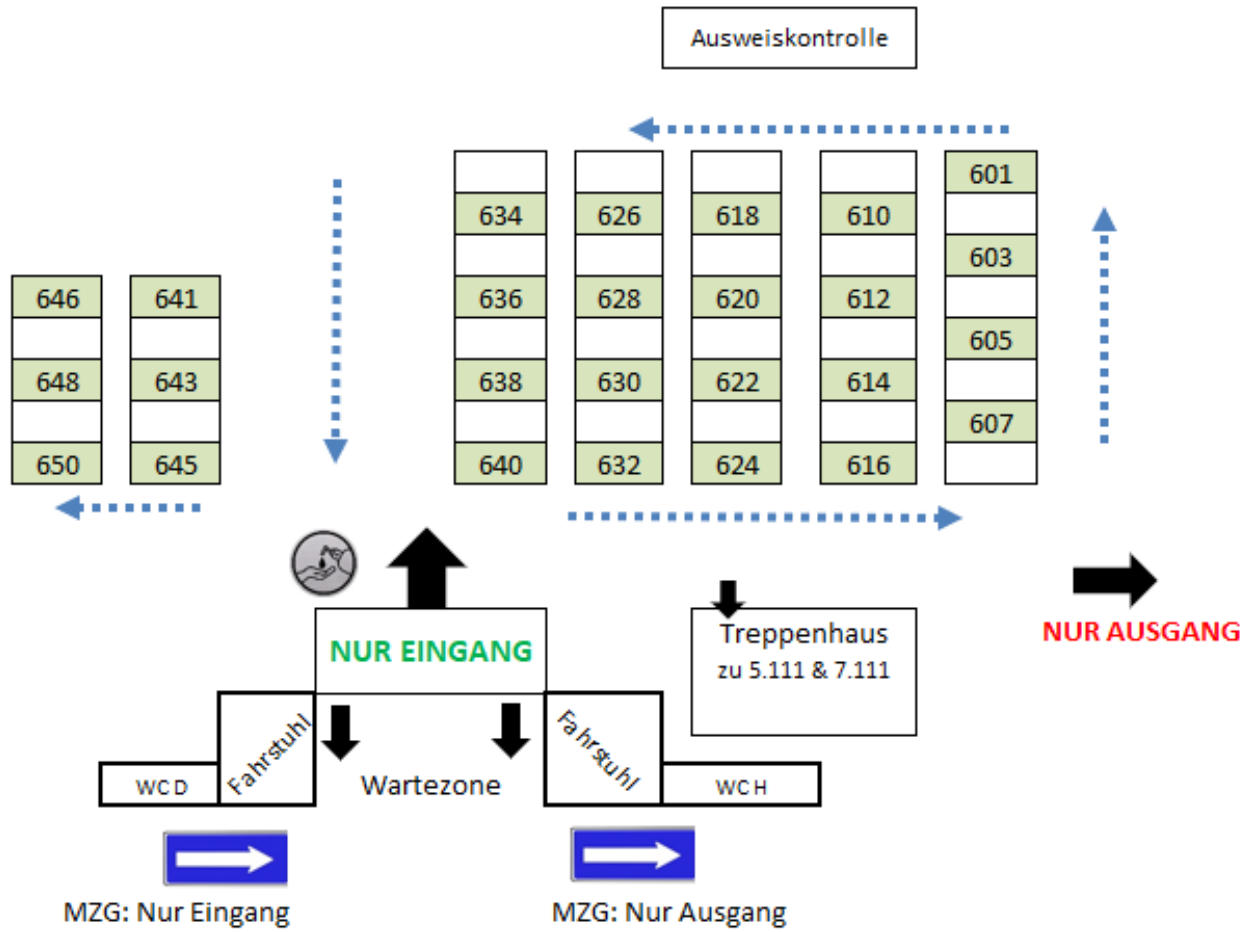 Ausweiskontrolle
601
634 626 618 610
603
646 641 636 628 620 612
605
648 643 638 630 622 614
607
650 645 640 632 624 616
NUR EINGANG
Treppenhaus
zu 5.111 & 7.111
NUR AUSGANG
Fahrstuhl
Fahrstuhl
WC D
Wartezone
WC H
MZG: Nur Eingang
MZG: Nur Ausgang